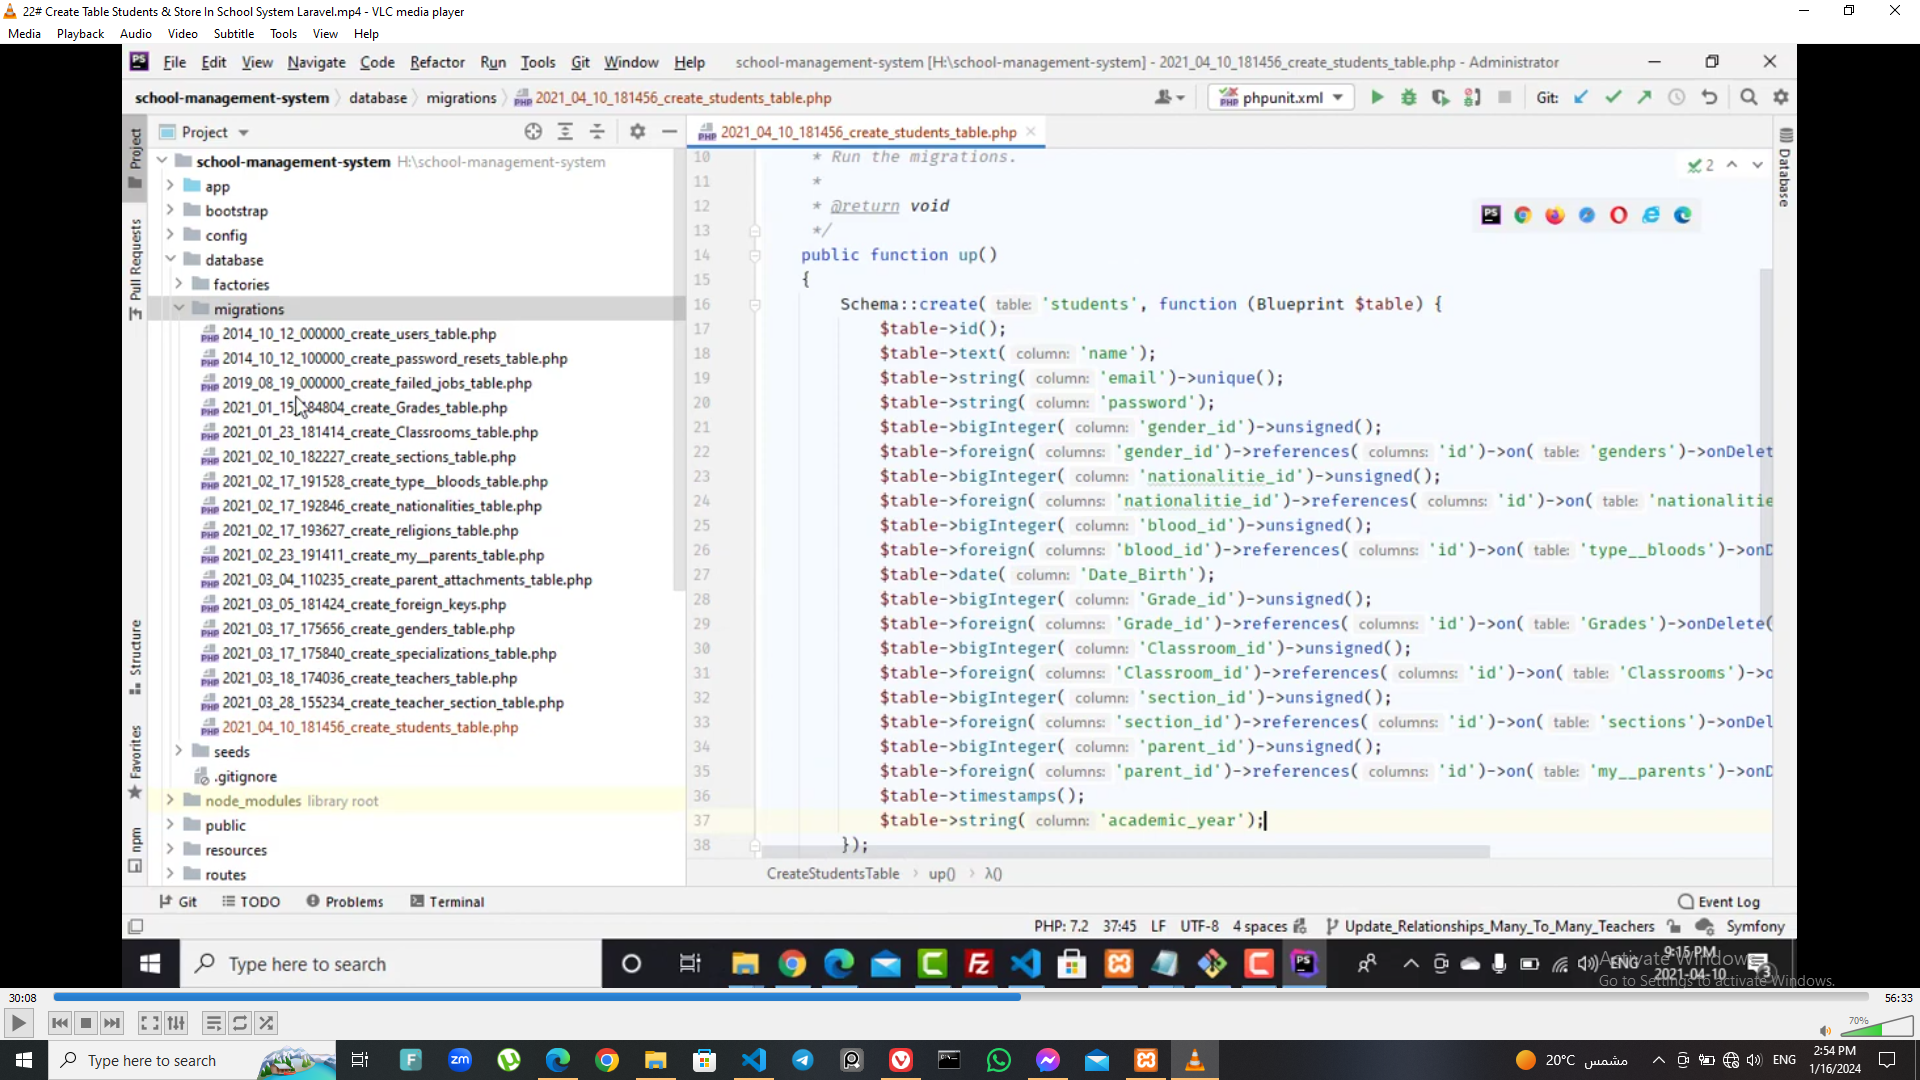 22# Create Table Students & Store In School System Laravel.mp4 - VLC media player
Media Playback Audio Video Subtitle Tools View Help
PS File Edit View Navigate Code Refactor Run Tools Git Window Help school-management-system [H:\school-management-system] - 2021_04_10_181456_create_students_table.php - Administrator
school-management-system database migrations 2021_04_10_181456_create_students_table.php phpunit.xml Git:
Project
2021_04_10_181456_create_students_table.php
school-management-system H:\school-management-system
app
bootstrap
config
database
factories
migrations
2014_10_12_000000_create_users_table.php
2014_10_12_100000_create_password_resets_table.php
2019_08_19_000000_create_failed_jobs_table.php
2021_01_15_184804_create_Grades_table.php
2021_01_23_181414_create_Classrooms_table.php
2021_02_10_182227_create_sections_table.php
2021_02_17_191528_create_type__bloods_table.php
2021_02_17_192846_create_nationalities_table.php
2021_02_17_193627_create_religions_table.php
2021_02_23_191411_create_my__parents_table.php
2021_03_04_110235_create_parent_attachments_table.php
2021_03_05_181424_create_foreign_keys.php
2021_03_17_175656_create_genders_table.php
2021_03_17_175840_create_specializations_table.php
2021_03_18_174036_create_teachers_table.php
2021_03_28_155234_create_teacher_section_table.php
2021_04_10_181456_create_students_table.php
seeds
.gitignore
node_modules library root
public
resources
routes
Project
Pull Requests
Structure
Favorites
npm
Database
2
10 * Run the migrations.
11 *
12 * @return void
13 */
14 public function up()
15 {
16 Schema::create( table: 'students', function (Blueprint $table) {
17 $table->id();
18 $table->text( column: 'name');
19 $table->string( column: 'email')->unique();
20 $table->string( column: 'password');
21 $table->bigInteger( column: 'gender_id')->unsigned();
22 $table->foreign( columns: 'gender_id')->references( columns: 'id')->on( table: 'genders')->onDelet
23 $table->bigInteger( column: 'nationalitie_id')->unsigned();
24 $table->foreign( columns: 'nationalitie_id')->references( columns: 'id')->on( table: 'nationalitie
25 $table->bigInteger( column: 'blood_id')->unsigned();
26 $table->foreign( columns: 'blood_id')->references( columns: 'id')->on( table: 'type__bloods')->onD
27 $table->date( column: 'Date_Birth');
28 $table->bigInteger( column: 'Grade_id')->unsigned();
29 $table->foreign( columns: 'Grade_id')->references( columns: 'id')->on( table: 'Grades')->onDelete(
30 $table->bigInteger( column: 'Classroom_id')->unsigned();
31 $table->foreign( columns: 'Classroom_id')->references( columns: 'id')->on( table: 'Classrooms')->o
32 $table->bigInteger( column: 'section_id')->unsigned();
33 $table->foreign( columns: 'section_id')->references( columns: 'id')->on( table: 'sections')->onDel
34 $table->bigInteger( column: 'parent_id')->unsigned();
35 $table->foreign( columns: 'parent_id')->references( columns: 'id')->on( table: 'my__parents')->onD
36 $table->timestamps();
37 $table->string( column: 'academic_year');
38 });
CreateStudentsTable up() λ()
Git TODO Problems Terminal Event Log
PHP: 7.2 37:45 LF UTF-8 4 spaces Update_Relationships_Many_To_Many_Teachers Symfony
Type here to search ENG 9:15 PM 2021-04-10 3
Activate Windows
Go to Settings to activate Windows.
30:08 56:33
70%
Type here to search 20°C مشمس ENG 2:54 PM
1/16/2024